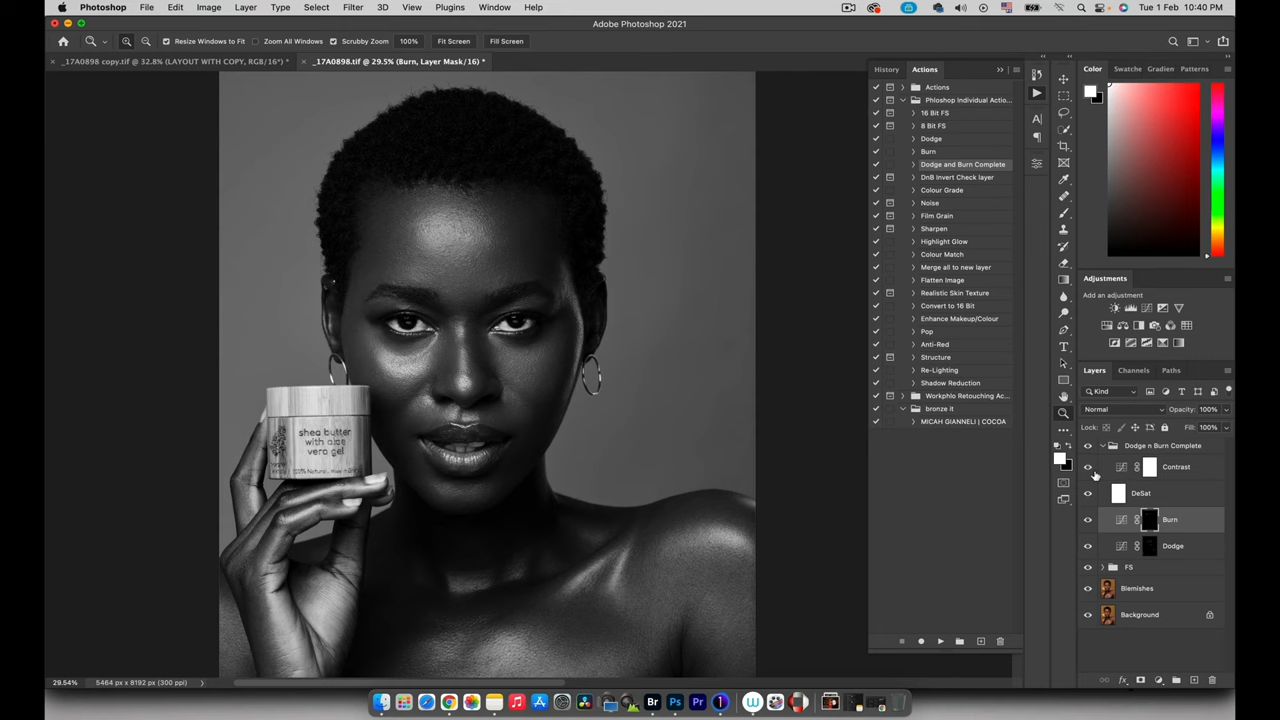 Photoshop File Edit Image Layer Type Select Filter 3D View Plugins Window Help
Tue 1 Feb 10:40 PM
Adobe Photoshop 2021
Resize Windows to Fit Zoom All Windows Scrubby Zoom 100% Fit Screen Fill Screen
_17A0898 copy.tif @ 32.8% (LAYOUT WITH COPY, RGB/16*) *
_17A0898.tif @ 29.5% (Burn, Layer Mask/16) *
History Actions
Actions
Phloshop Individual Actio...
16 Bit FS
8 Bit FS
Dodge
Burn
Dodge and Burn Complete
DnB Invert Check layer
Colour Grade
Noise
Film Grain
Sharpen
Highlight Glow
Colour Match
Merge all to new layer
Flatten Image
Realistic Skin Texture
Convert to 16 Bit
Enhance Makeup/Colour
Pop
Anti-Red
Structure
Re-Lighting
Shadow Reduction
Workphlo Retouching Ac...
bronze it
MICAH GIANNELI | COCOA
Color Swatche Gradien Patterns
Adjustments
Add an adjustment
Layers Channels Paths
Kind
Normal Opacity: 100%
Lock: Fill: 100%
Dodge n Burn Complete
Contrast
DeSat
Burn
Dodge
FS
Blemishes
Background
shea butter
with aloe
vera gel
29.54% 5464 px x 8192 px (300 ppi)
Br Ps Pr